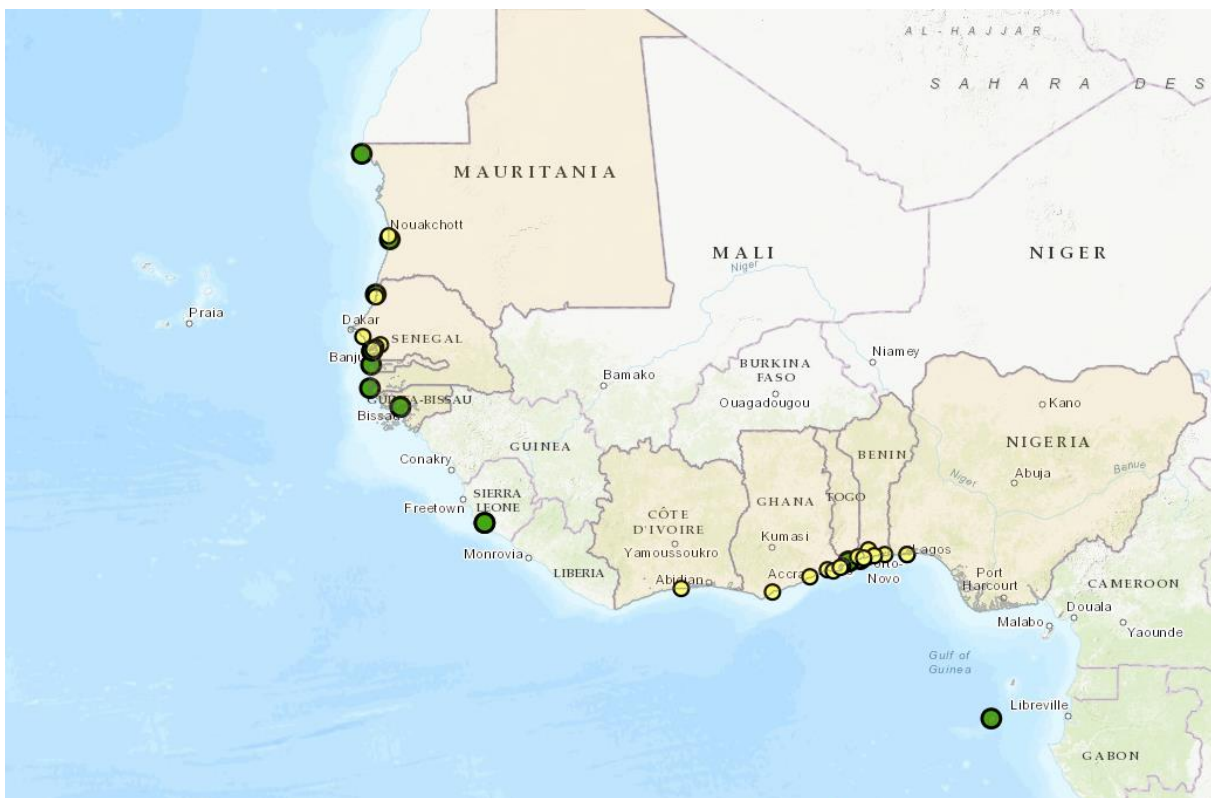 AL-HAJJAR
SAHARA DES
MAURITANIA
Nouakchott
MALI
NIGER
Niger
Praia
Dakar
SENEGAL
Banju
Niamey
BURKINA
FASO
Bamako
Ouagadougou
Kano
Bissau
NIGERIA
GUINEA
BENIN
Conakry
Niger
Abuja
Benue
SIERRA
LEONE
Freetown
GHANA
TOGO
CÔTE
D'IVOIRE
Kumasi
Yamoussoukro
Monrovia
LIBERIA
Abidjan
Accra
Lagos
Porto-
Novo
Port
Harcourt
CAMEROON
Douala
Malabo
Yaounde
Gulf of
Guinea
Libreville
GABON